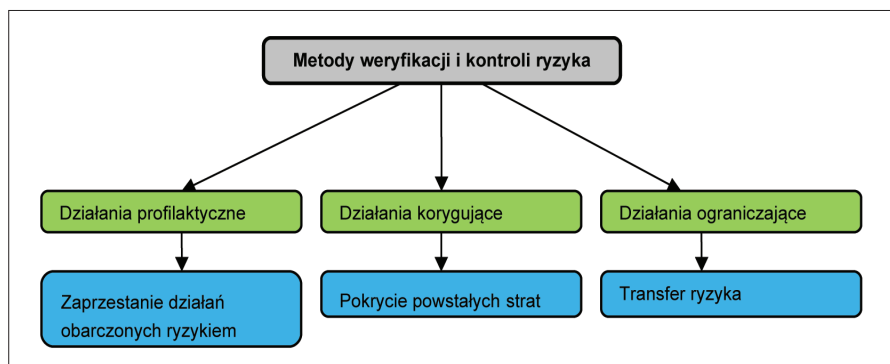 Metody weryfikacji i kontroli ryzyka
Działania profilaktyczne
Działania korygujące
Działania ograniczające
Zaprzestanie działań
obarczonych ryzykiem
Pokrycie powstałych strat
Transfer ryzyka